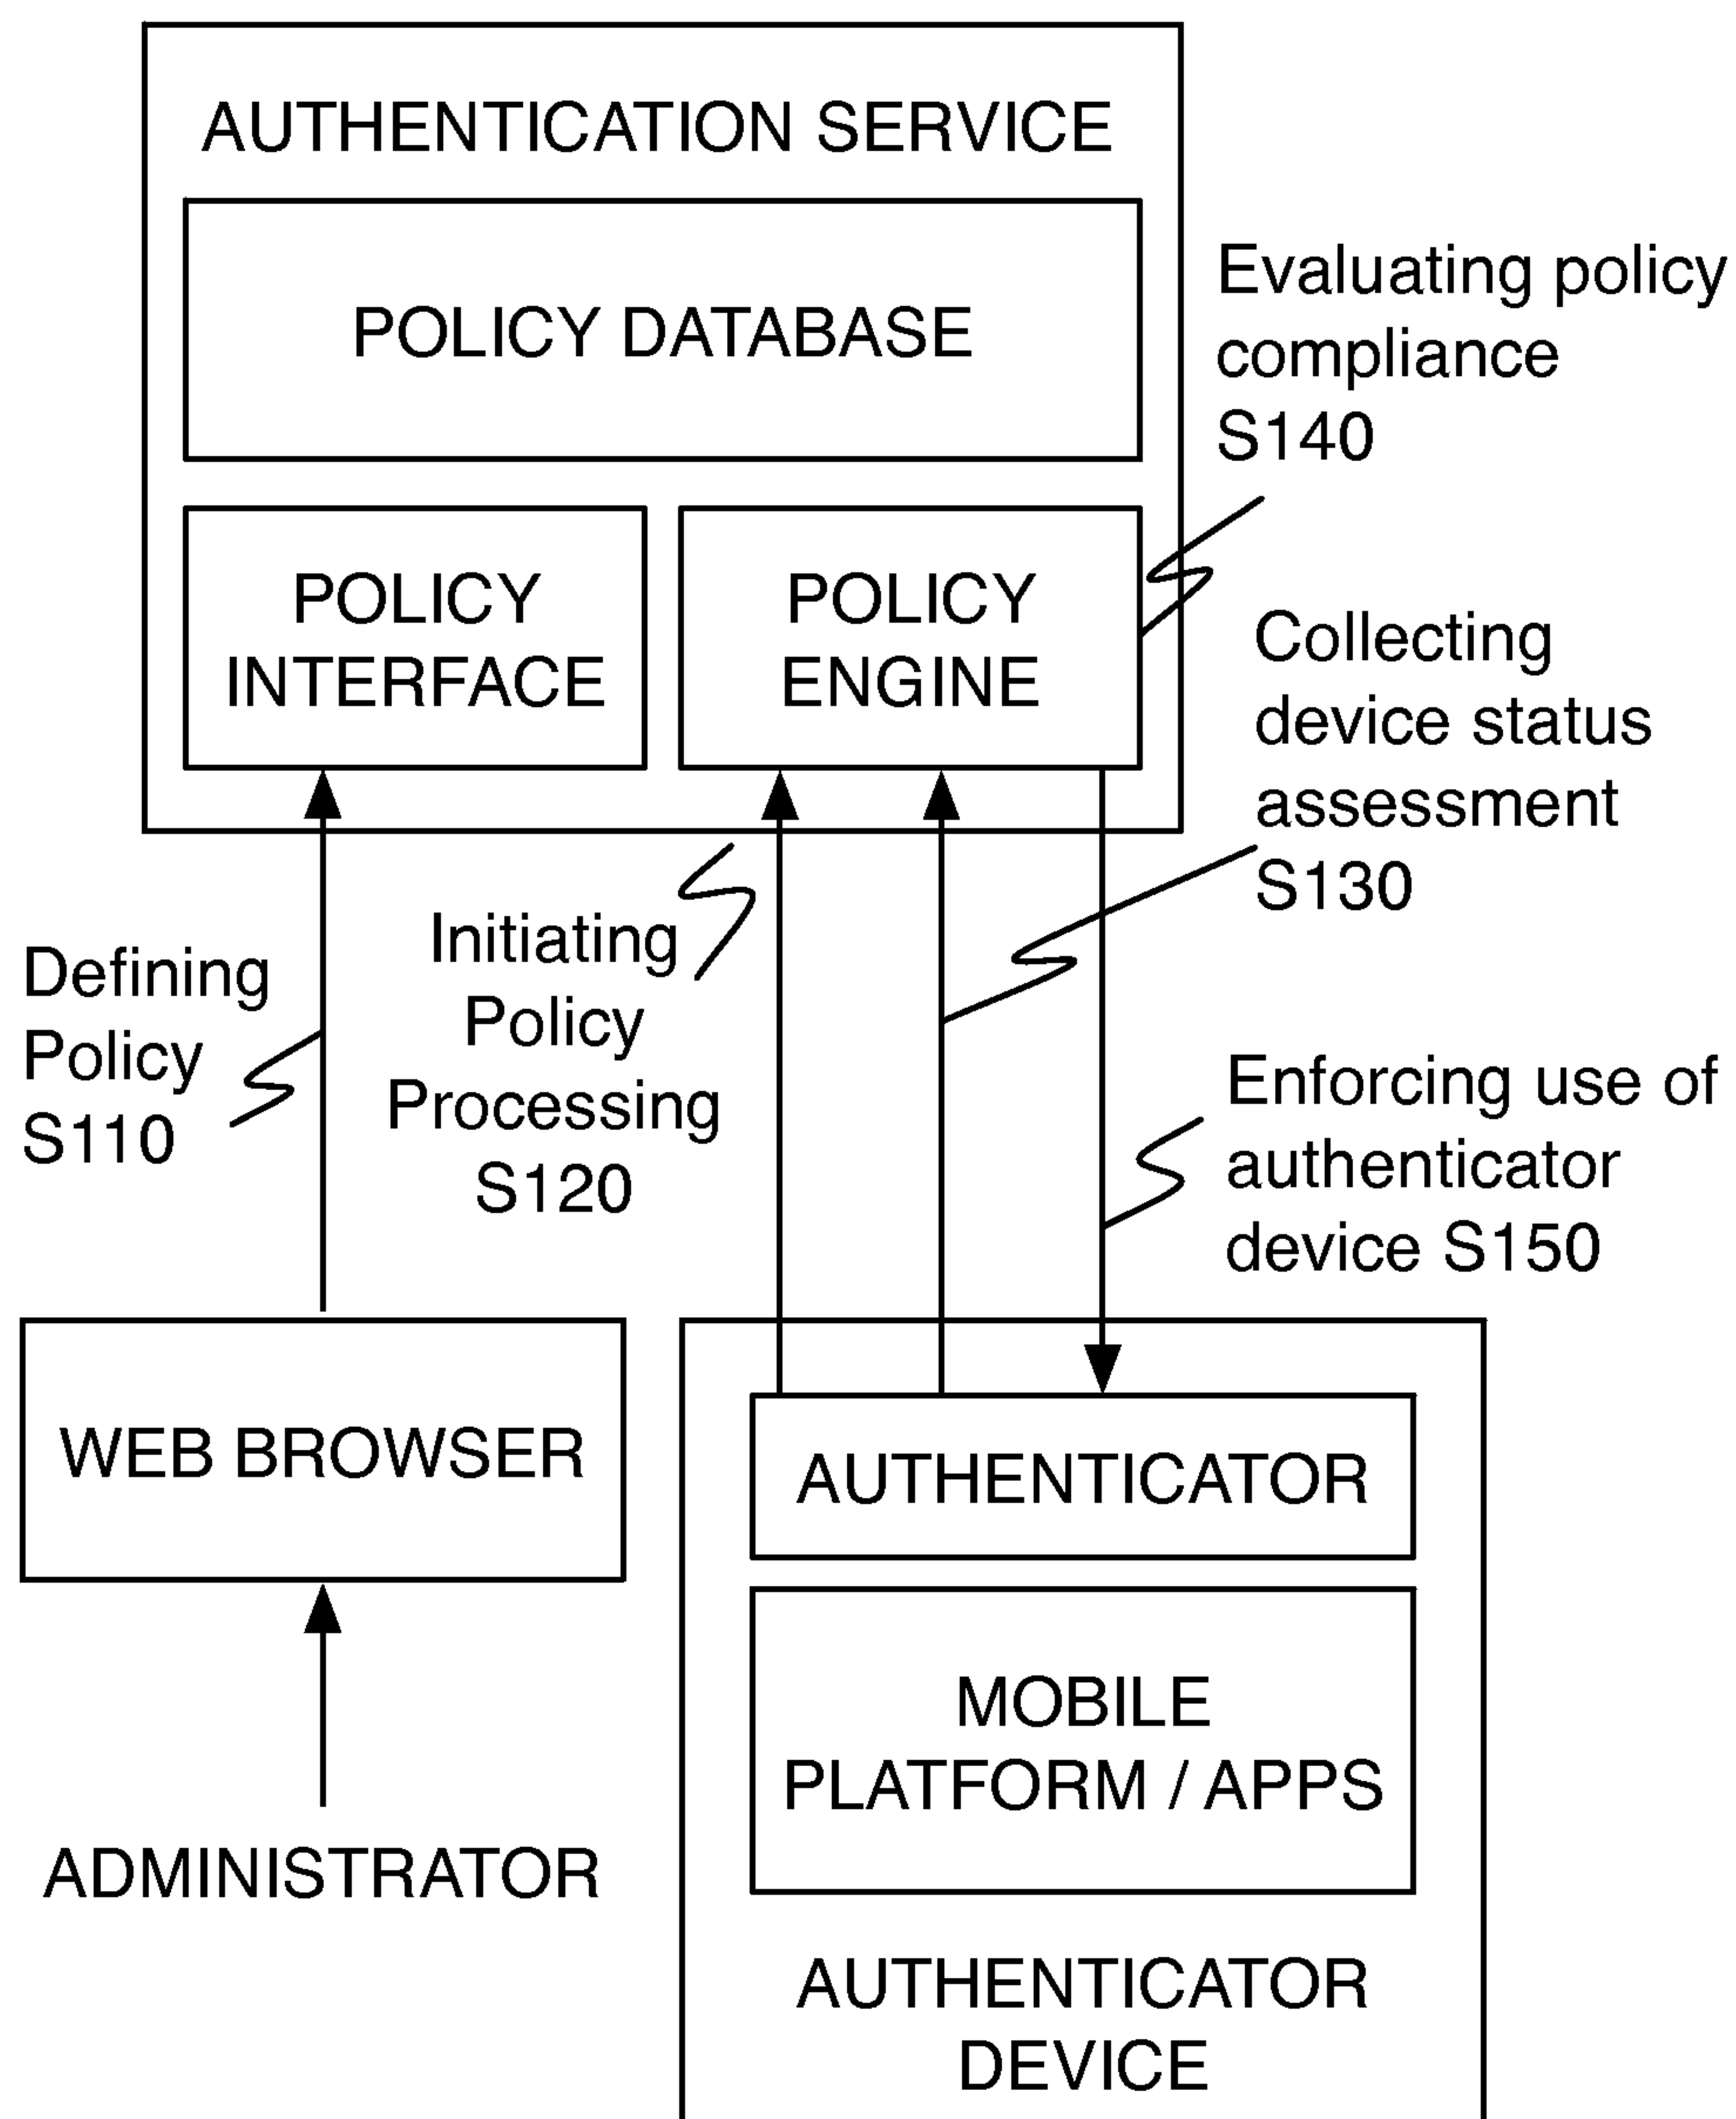 AUTHENTICATION SERVICE
POLICY DATABASE
Evaluating policy
compliance
S140
POLICY
INTERFACE
POLICY
ENGINE
Collecting
device status
assessment
S130
Defining
Policy
S110
Initiating
Policy
Processing
S120
Enforcing use of
authenticator
device S150
WEB BROWSER
AUTHENTICATOR
MOBILE
PLATFORM / APPS
ADMINISTRATOR
AUTHENTICATOR
DEVICE